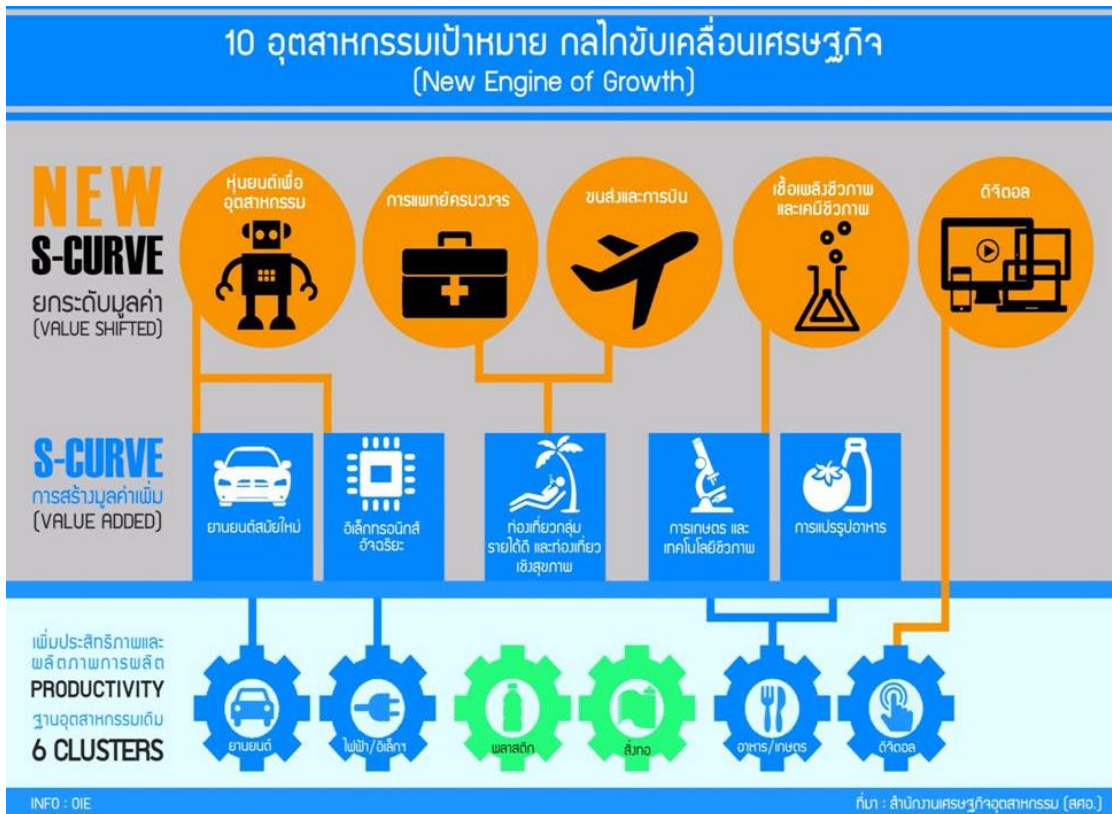 10 อุตสาหกรรมเป้าหมาย กลไกขับเคลื่อนเศรษฐกิจ
(New Engine of Growth)
NEW
S-CURVE
ยกระดับมูลค่า
(VALUE SHIFTED)
หุ่นยนต์เพื่อ
อุตสาหกรรม
การแพทย์ครบวงจร
ขนส่งและการบิน
เชื้อเพลิงชีวภาพ
และเคมีชีวภาพ
ดิจิตอล
S-CURVE
การสร้างมูลค่าเพิ่ม
(VALUE ADDED)
ยานยนต์สมัยใหม่
อิเล็กทรอนิกส์
อัจฉริยะ
ท่องเที่ยวกลุ่ม
รายได้ดี และท่องเที่ยว
เชิงสุขภาพ
การเกษตร และ
เทคโนโลยีชีวภาพ
การแปรรูปอาหาร
เพิ่มประสิทธิภาพและ
ผลิตภาพการผลิต
PRODUCTIVITY
ฐานอุตสาหกรรมเดิม
6 CLUSTERS
ยานยนต์
ไฟฟ้า/อิเล็กฯ
พลาสติก
สิ่งทอ
อาหาร/เกษตร
ดิจิตอล
INFO : OIE
ที่มา : สำนักงานเศรษฐกิจอุตสาหกรรม (สศอ.)